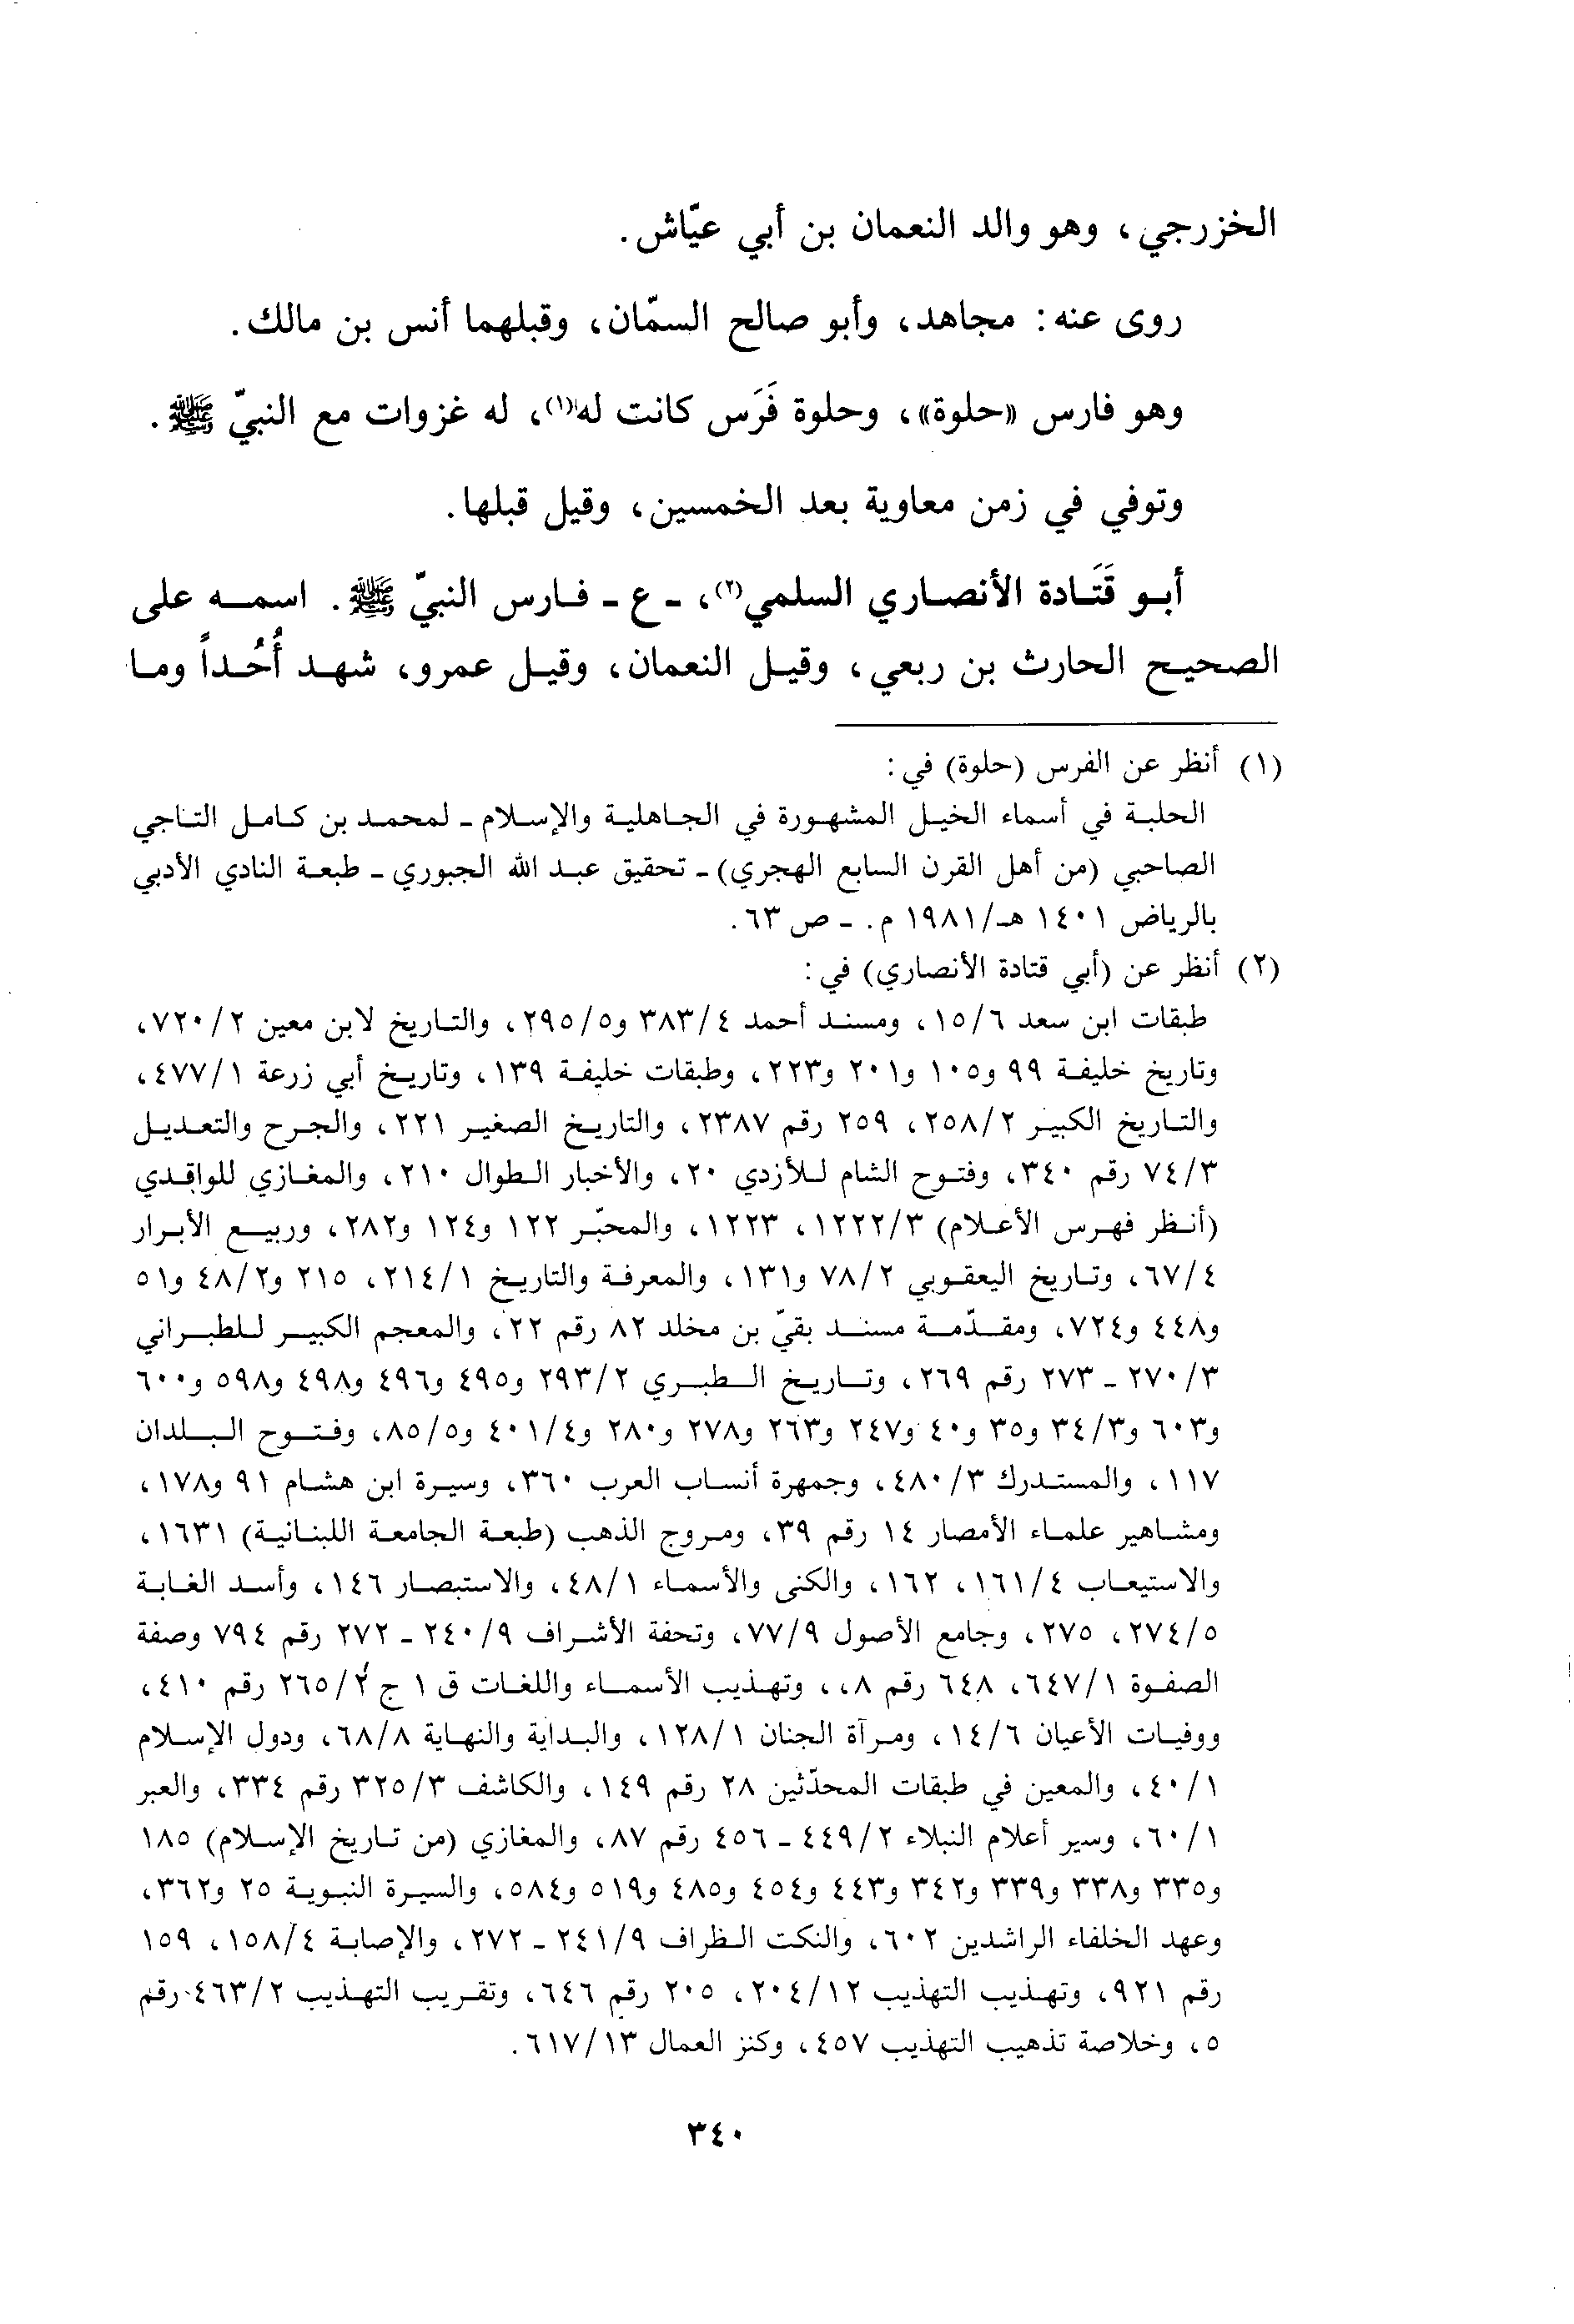 الخزرجي، وهو والد النعمان بن أبي عيّاش.
روى عنه: مجاهد، وأبو صالح السمّان، وقبلهما أنس بن مالك.
وهو فارس «حلوة»، وحلوة فَرَس كانت له(١)، له غزوات مع النبيّ ﷺ.
وتوفي في زمن معاوية بعد الخمسين، وقيل قبلها.
أبو قَتَادة الأنصاري السلمي(٢)، - ع - فارس النبيّ ﷺ. اسمه على
الصحيح الحارث بن ربعي، وقيل النعمان، وقيل عمرو، شهد أُحُداً وما
(١) أنظر عن الفرس (حلوة) في:
الحلبة في أسماء الخيل المشهورة في الجاهلية والإسلام - لمحمد بن كامل التاجي
الصاحبي (من أهل القرن السابع الهجري) - تحقيق عبد الله الجبوري - طبعة النادي الأدبي
بالرياض ١٤٠١ هـ/١٩٨١ م. - ص ٦٣.
(٢) أنظر عن (أبي قتادة الأنصاري) في:
طبقات ابن سعد ١٥/٦، ومسند أحمد ٣٨٣/٤ و٢٩٥/٥، والتاريخ لابن معين ٧٢٠/٢،
وتاريخ خليفة ٩٩ و١٠٥ و٢٠١ و٢٢٣، وطبقات خليفة ١٣٩، وتاريخ أبي زرعة ٤٧٧/١،
والتاريخ الكبير ٢٥٨/٢، ٢٥٩ رقم ٢٣٨٧، والتاريخ الصغير ٢٢١، والجرح والتعديل
٧٤/٣ رقم ٣٤٠، وفتوح الشام للأزدي ٢٠، والأخبار الطوال ٢١٠، والمغازي للواقدي
(أنظر فهرس الأعلام) ١٢٢٢/٣، ١٢٢٣، والمحبّر ١٢٢ و١٢٤ و٢٨٢، وربيع الأبرار
٦٧/٤، وتاريخ اليعقوبي ٧٨/٢ و١٣١، والمعرفة والتاريخ ٢١٤/١، ٢١٥ و٤٨/٢ و٥١
و٤٤٨ و٧٢٤، ومقدّمة مسند بقيّ بن مخلد ٨٢ رقم ٢٢، والمعجم الكبير للطبراني
٢٧٠/٣ - ٢٧٣ رقم ٢٦٩، وتاريخ الطبري ٢٩٣/٢ و٤٩٥ و٤٩٦ و٤٩٨ و٥٩٨ و٦٠٠
و٦٠٣ و٣٤/٣ و٣٥ و٤٠ و٢٤٧ و٢٦٣ و٢٧٨ و٢٨٠ و٤٠١/٤ و٨٥/٥، وفتوح البلدان
١١٧، والمستدرك ٤٨٠/٣، وجمهرة أنساب العرب ٣٦٠، وسيرة ابن هشام ٩١ و١٧٨،
ومشاهير علماء الأمصار ١٤ رقم ٣٩، ومروج الذهب (طبعة الجامعة اللبنانية) ١٦٣١،
والاستيعاب ١٦١/٤، ١٦٢، والكنى والأسماء ٤٨/١، والاستبصار ١٤٦، وأسد الغابة
٢٧٤/٥، ٢٧٥، وجامع الأصول ٧٧/٩، وتحفة الأشراف ٢٤٠/٩ - ٢٧٢ رقم ٧٩٤ وصفة
الصفوة ٦٤٧/١، ٦٤٨ رقم ٨،، وتهذيب الأسماء واللغات ق ١ ج ٢٦٥/٢ رقم ٤١٠،
ووفيات الأعيان ١٤/٦، ومرآة الجنان ١٢٨/١، والبداية والنهاية ٦٨/٨، ودول الإسلام
٤٠/١، والمعين في طبقات المحدّثين ٢٨ رقم ١٤٩، والكاشف ٣٢٥/٣ رقم ٣٣٤، والعبر
٦٠/١، وسير أعلام النبلاء ٤٤٩/٢ - ٤٥٦ رقم ٨٧، والمغازي (من تاريخ الإسلام) ١٨٥
و٣٣٥ و٣٣٨ و٣٣٩ و٣٤٢ و٤٤٣ و٤٥٤ و٤٨٥ و٥١٩ و٥٨٤، والسيرة النبوية ٢٥ و٣٦٢،
وعهد الخلفاء الراشدين ٦٠٢، والنكت الظراف ٢٤١/٩ - ٢٧٢، والإصابة ١٥٨/٤، ١٥٩
رقم ٩٢١، وتهذيب التهذيب ٢٠٤/١٢، ٢٠٥ رقم ٦٤٦، وتقريب التهذيب ٤٦٣/٢ رقم
٥، وخلاصة تذهيب التهذيب ٤٥٧، وكنز العمال ٦١٧/١٣.
٣٤٠